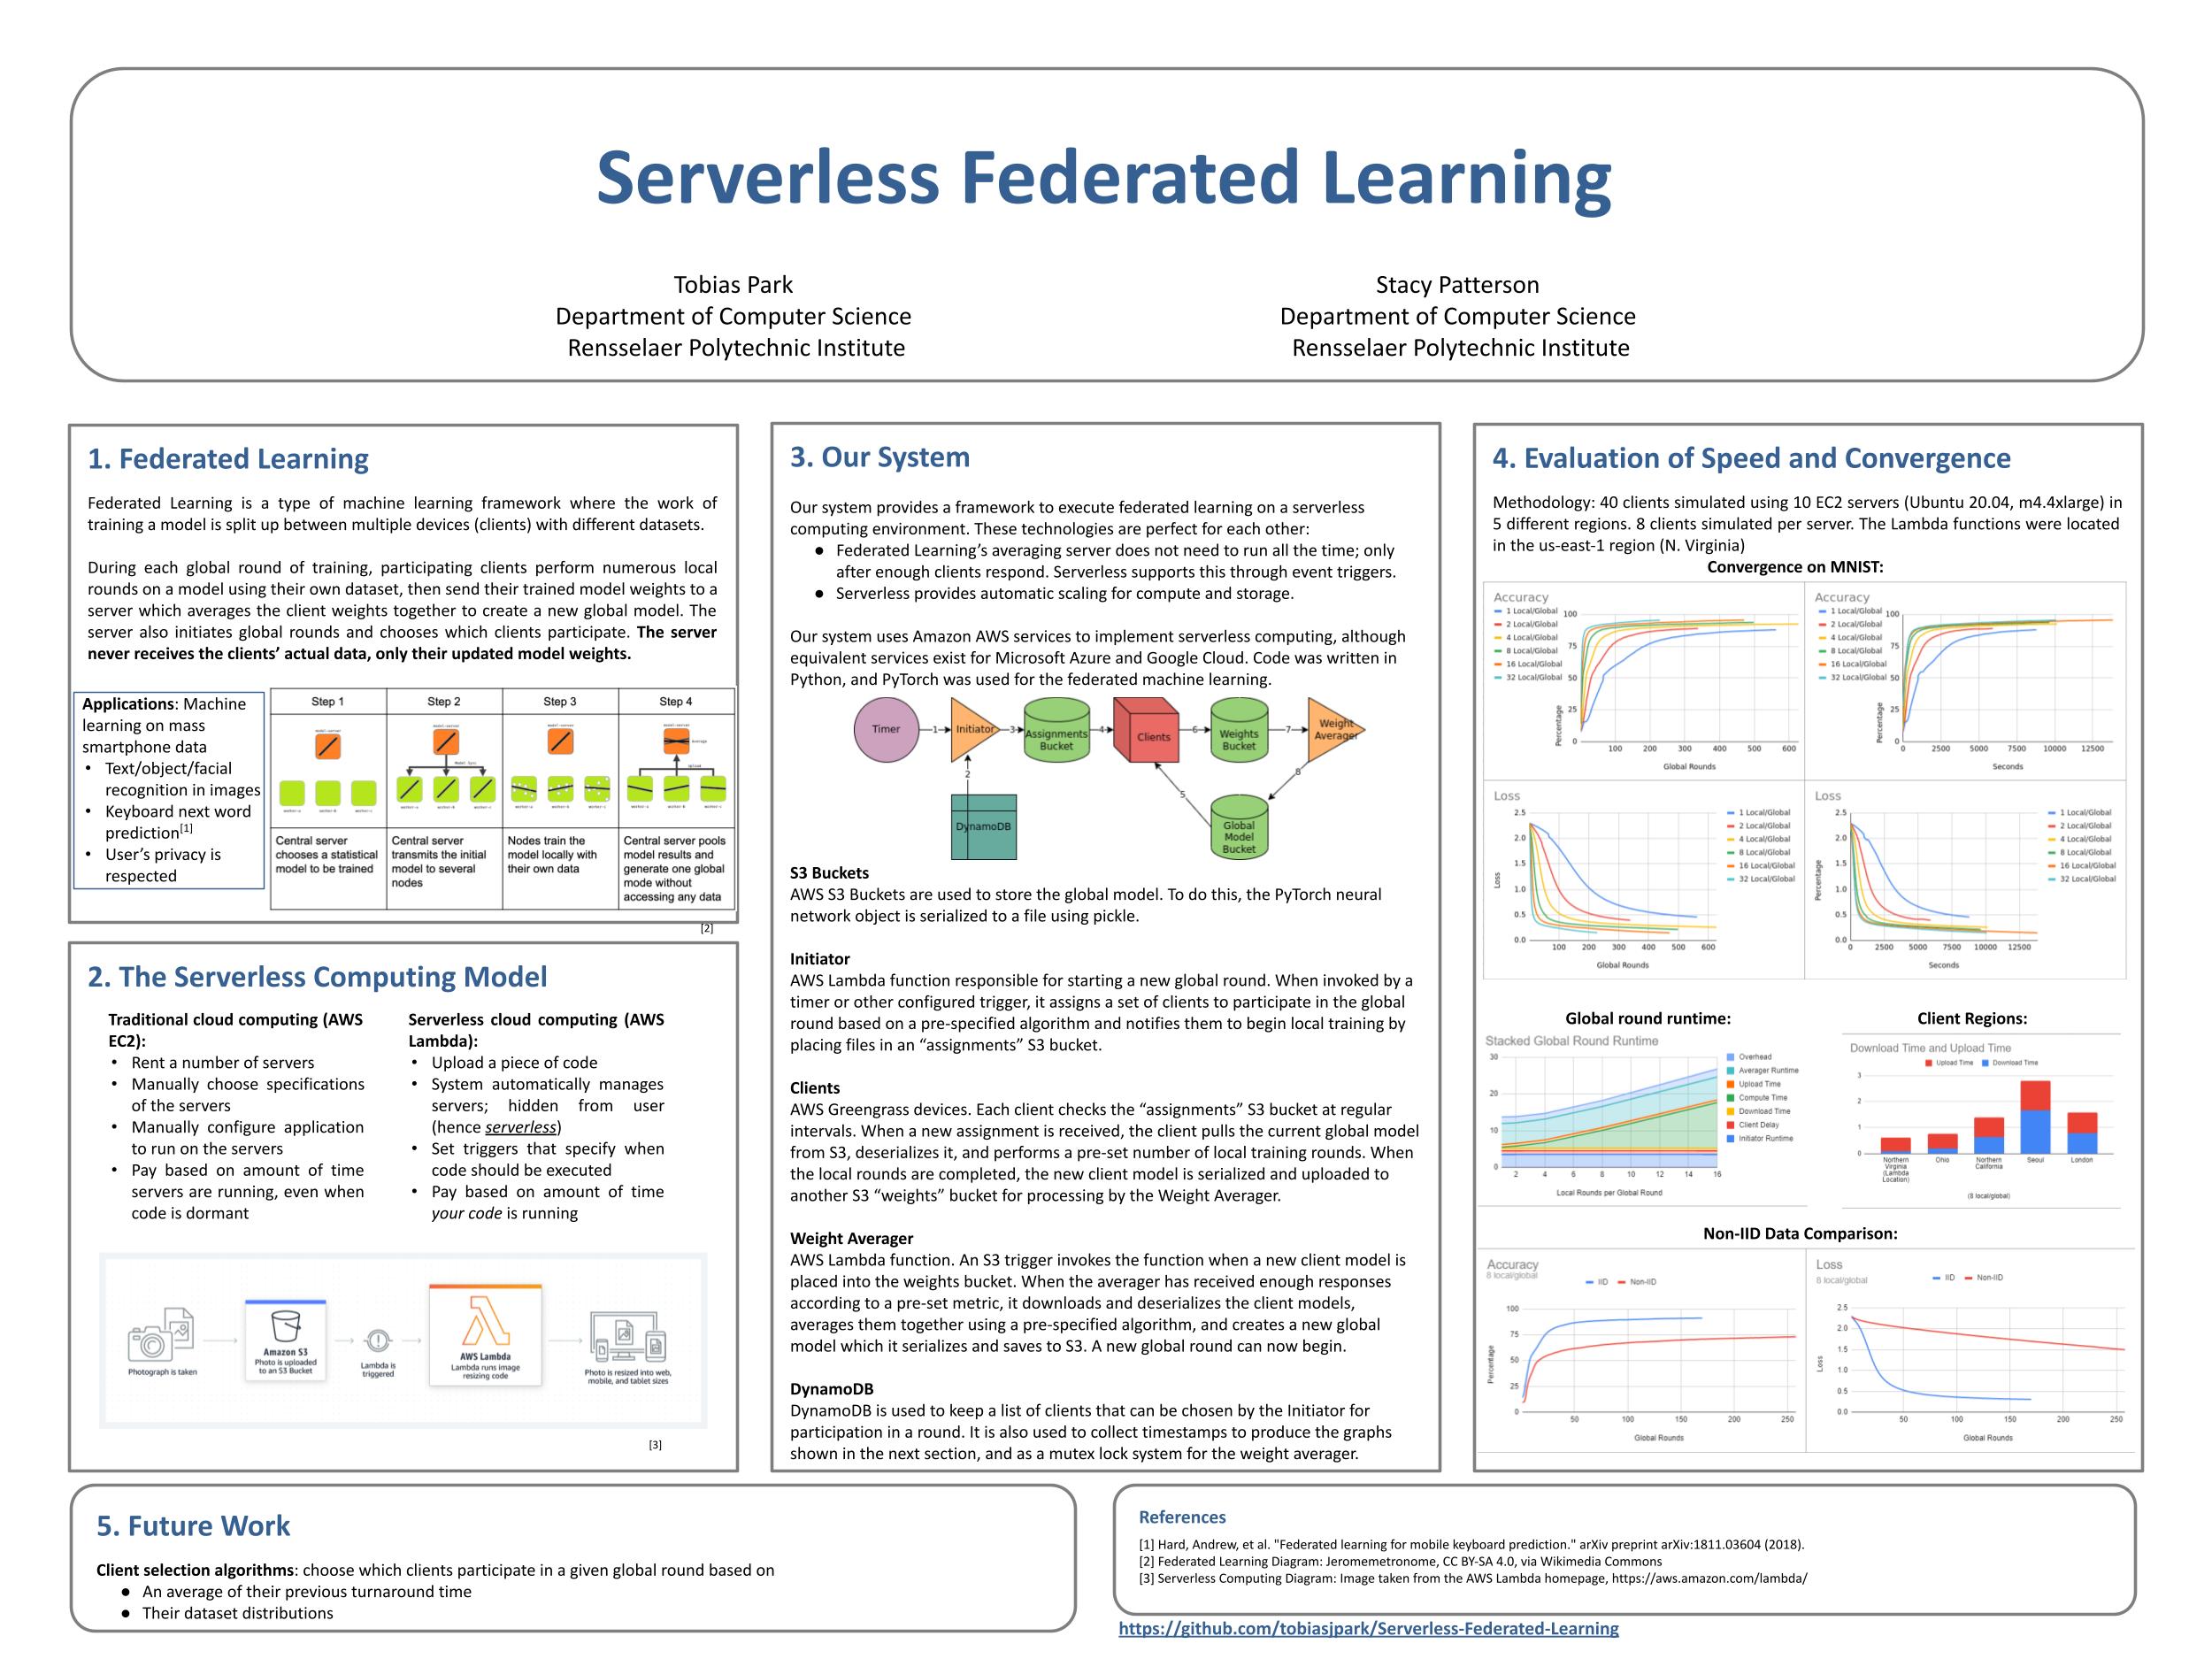 Serverless Federated Learning
Tobias Park
Department of Computer Science
Rensselaer Polytechnic Institute
Stacy Patterson
Department of Computer Science
Rensselaer Polytechnic Institute
1. Federated Learning
Federated Learning is a type of machine learning framework where the work of
training a model is split up between multiple devices (clients) with different datasets.
During each global round of training, participating clients perform numerous local
rounds on a model using their own dataset, then send their trained model weights to a
server which averages the client weights together to create a new global model. The
server also initiates global rounds and chooses which clients participate. The server
never receives the clients’ actual data, only their updated model weights.
Applications: Machine
learning on mass
smartphone data
• Text/object/facial
recognition in images
• Keyboard next word
prediction[1]
• User’s privacy is
respected
Step 1
Step 2
Step 3
Step 4
model-server
model-server
model-server
model-server
Model Sync
Average
Upload
worker-a worker-b worker-c
worker-a worker-b worker-c
worker-a worker-b worker-c
worker-a worker-b worker-c
Central server
chooses a statistical
model to be trained
Central server
transmits the initial
model to several
nodes
Nodes train the
model locally with
their own data
Central server pools
model results and
generate one global
mode without
accessing any data
[2]
2. The Serverless Computing Model
Traditional cloud computing (AWS
EC2):
• Rent a number of servers
• Manually choose specifications
of the servers
• Manually configure application
to run on the servers
• Pay based on amount of time
servers are running, even when
code is dormant
Serverless cloud computing (AWS
Lambda):
• Upload a piece of code
• System automatically manages
servers; hidden from user
(hence serverless)
• Set triggers that specify when
code should be executed
• Pay based on amount of time
your code is running
Photograph is taken
Amazon S3
Photo is uploaded
to an S3 Bucket
Lambda is
triggered
AWS Lambda
Lambda runs image
resizing code
Photo is resized into web,
mobile, and tablet sizes
[3]
3. Our System
Our system provides a framework to execute federated learning on a serverless
computing environment. These technologies are perfect for each other:
● Federated Learning’s averaging server does not need to run all the time; only
after enough clients respond. Serverless supports this through event triggers.
● Serverless provides automatic scaling for compute and storage.
Our system uses Amazon AWS services to implement serverless computing, although
equivalent services exist for Microsoft Azure and Google Cloud. Code was written in
Python, and PyTorch was used for the federated machine learning.
Timer
1
Initiator
3
Assignments
Bucket
4
Clients
6
Weights
Bucket
7
Weight
Averager
2
5
8
DynamoDB
Global
Model
Bucket
S3 Buckets
AWS S3 Buckets are used to store the global model. To do this, the PyTorch neural
network object is serialized to a file using pickle.
Initiator
AWS Lambda function responsible for starting a new global round. When invoked by a
timer or other configured trigger, it assigns a set of clients to participate in the global
round based on a pre-specified algorithm and notifies them to begin local training by
placing files in an “assignments” S3 bucket.
Clients
AWS Greengrass devices. Each client checks the “assignments” S3 bucket at regular
intervals. When a new assignment is received, the client pulls the current global model
from S3, deserializes it, and performs a pre-set number of local training rounds. When
the local rounds are completed, the new client model is serialized and uploaded to
another S3 “weights” bucket for processing by the Weight Averager.
Weight Averager
AWS Lambda function. An S3 trigger invokes the function when a new client model is
placed into the weights bucket. When the averager has received enough responses
according to a pre-set metric, it downloads and deserializes the client models,
averages them together using a pre-specified algorithm, and creates a new global
model which it serializes and saves to S3. A new global round can now begin.
DynamoDB
DynamoDB is used to keep a list of clients that can be chosen by the Initiator for
participation in a round. It is also used to collect timestamps to produce the graphs
shown in the next section, and as a mutex lock system for the weight averager.
4. Evaluation of Speed and Convergence
Methodology: 40 clients simulated using 10 EC2 servers (Ubuntu 20.04, m4.4xlarge) in
5 different regions. 8 clients simulated per server. The Lambda functions were located
in the us-east-1 region (N. Virginia)
Convergence on MNIST:
Accuracy
1 Local/Global
2 Local/Global
4 Local/Global
8 Local/Global
16 Local/Global
32 Local/Global
Percentage
100
75
50
25
0
100 200 300 400 500 600
Global Rounds
Accuracy
1 Local/Global
2 Local/Global
4 Local/Global
8 Local/Global
16 Local/Global
32 Local/Global
Percentage
100
75
50
25
0
0 2500 5000 7500 10000 12500
Seconds
Loss
1 Local/Global
2 Local/Global
4 Local/Global
8 Local/Global
16 Local/Global
32 Local/Global
Loss
2.5
2.0
1.5
1.0
0.5
0.0
100 200 300 400 500 600
Global Rounds
Loss
1 Local/Global
2 Local/Global
4 Local/Global
8 Local/Global
16 Local/Global
32 Local/Global
Percentage
2.5
2.0
1.5
1.0
0.5
0.0
0 2500 5000 7500 10000 12500
Seconds
Global round runtime:
Stacked Global Round Runtime
30
20
10
0
2 4 6 8 10 12 14 16
Local Rounds per Global Round
Overhead
Averager Runtime
Upload Time
Compute Time
Download Time
Client Delay
Initiator Runtime
Client Regions:
Download Time and Upload Time
Upload Time Download Time
3
2
1
0
Northern
Virginia
(Lambda
Location)
Ohio
Northern
California
Seoul
London
(8 local/global)
Non-IID Data Comparison:
Accuracy
8 local/global
IID Non-IID
Percentage
100
75
50
25
0
50 100 150 200 250
Global Rounds
Loss
8 local/global
IID Non-IID
Loss
2.5
2.0
1.5
1.0
0.5
0.0
50 100 150 200 250
Global Rounds
5. Future Work
Client selection algorithms: choose which clients participate in a given global round based on
● An average of their previous turnaround time
● Their dataset distributions
References
[1] Hard, Andrew, et al. "Federated learning for mobile keyboard prediction." arXiv preprint arXiv:1811.03604 (2018).
[2] Federated Learning Diagram: Jeromemetronome, CC BY-SA 4.0, via Wikimedia Commons
[3] Serverless Computing Diagram: Image taken from the AWS Lambda homepage, https://aws.amazon.com/lambda/
https://github.com/tobiasjpark/Serverless-Federated-Learning